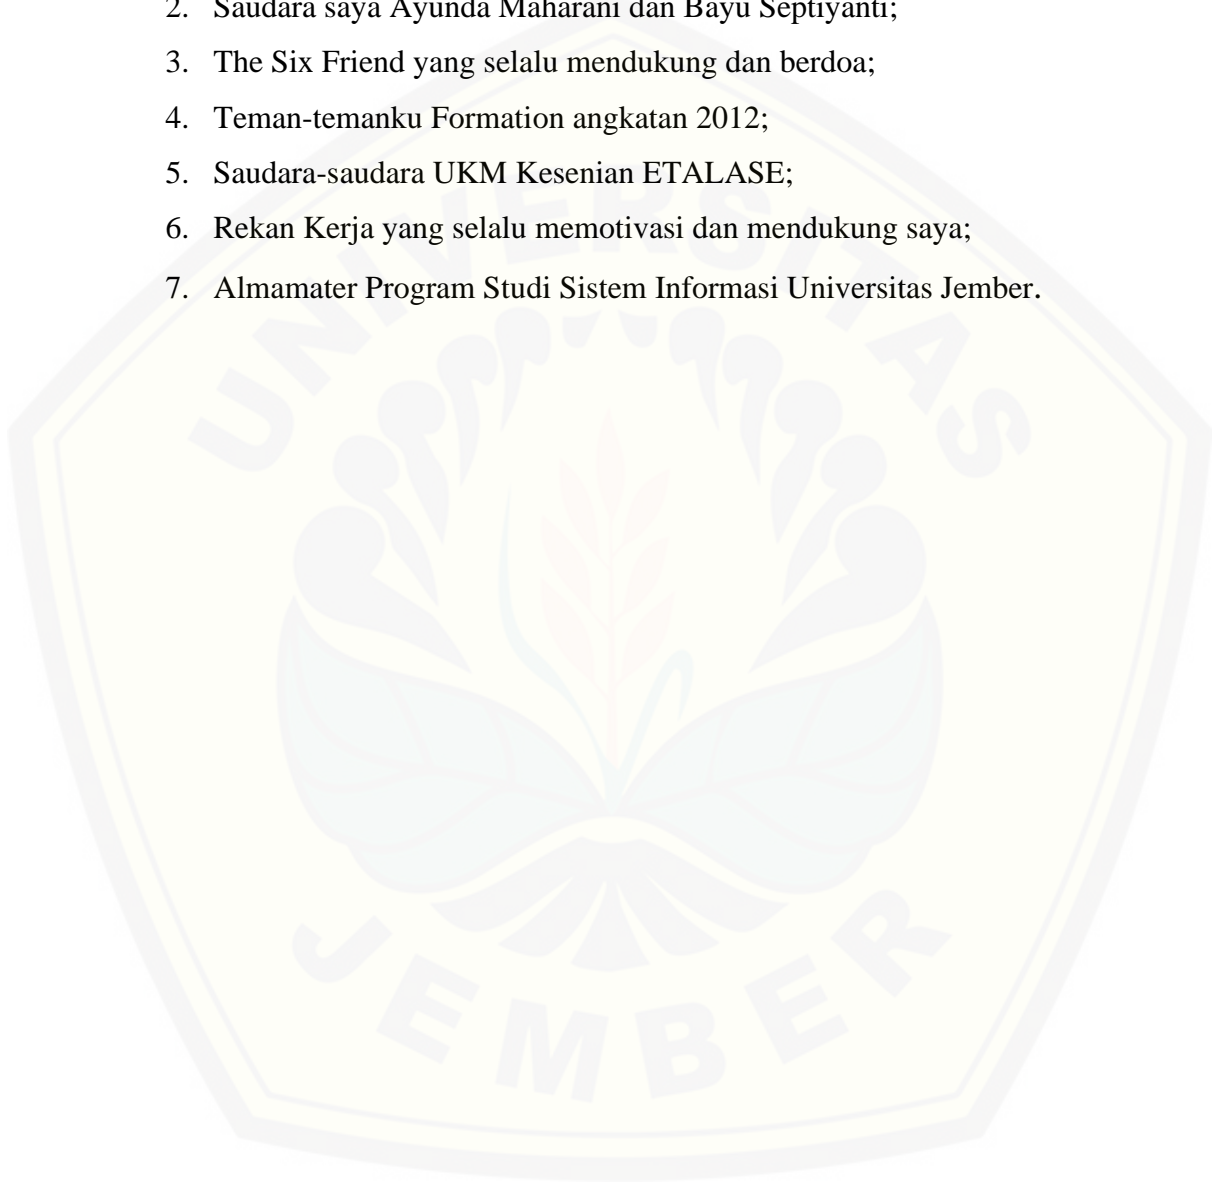 2. Saudara saya Ayunda Maharani dan Bayu Septiyanti;
3. The Six Friend yang selalu mendukung dan berdoa;
4. Teman-temanku Formation angkatan 2012;
5. Saudara-saudara UKM Kesenian ETALASE;
6. Rekan Kerja yang selalu memotivasi dan mendukung saya;
7. Almamater Program Studi Sistem Informasi Universitas Jember.
UNIVERSITAS
JEMBER